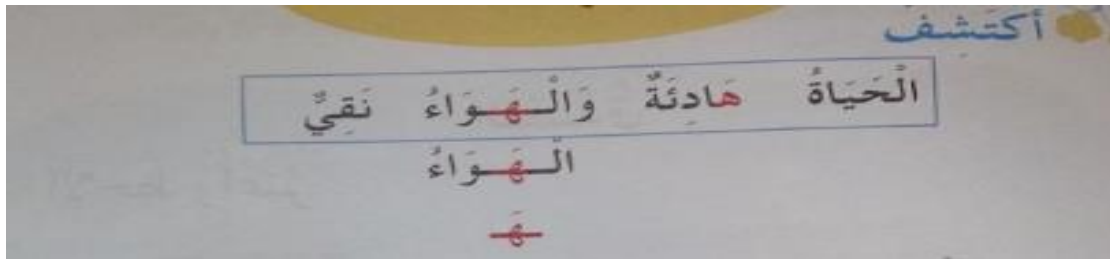 أكتشف
الْحَيَاةُ هَادِئَةٌ وَالْهَوَاءُ نَقِيٌّ
الْهَوَاءُ
هَ